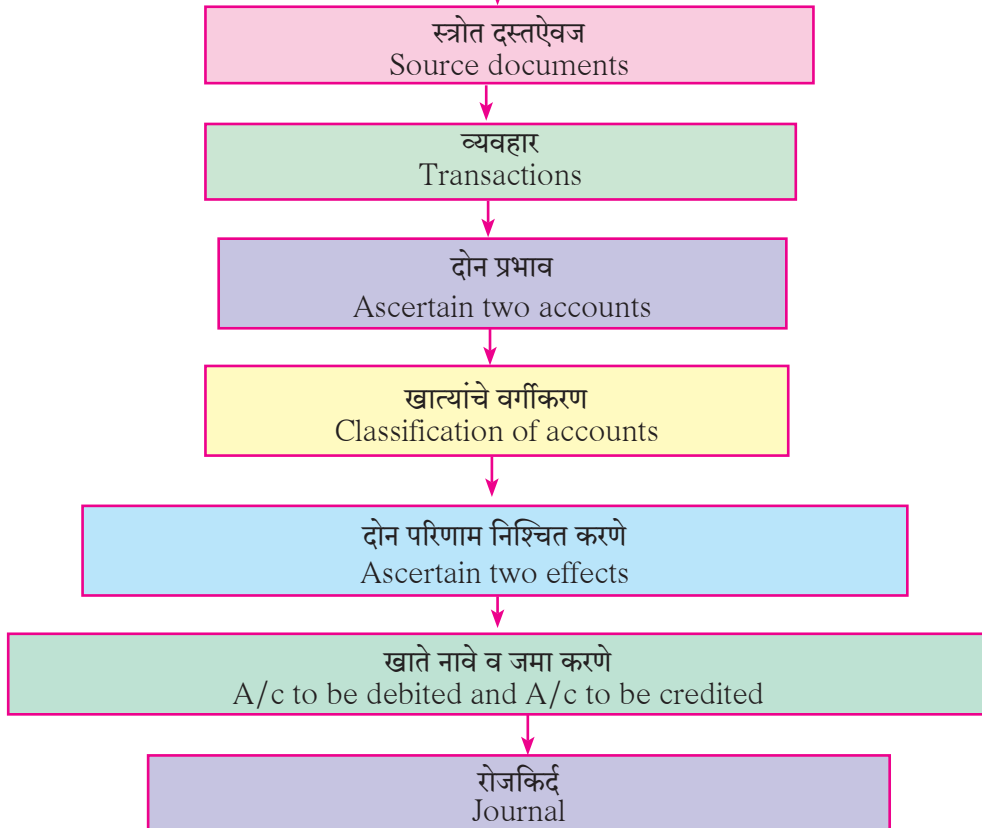 स्त्रोत दस्तऐवज
Source documents
व्यवहार
Transactions
दोन प्रभाव
Ascertain two accounts
खात्यांचे वर्गीकरण
Classification of accounts
दोन परिणाम निश्चित करणे
Ascertain two effects
खाते नावे व जमा करणे
A/c to be debited and A/c to be credited
रोजकिर्द
Journal